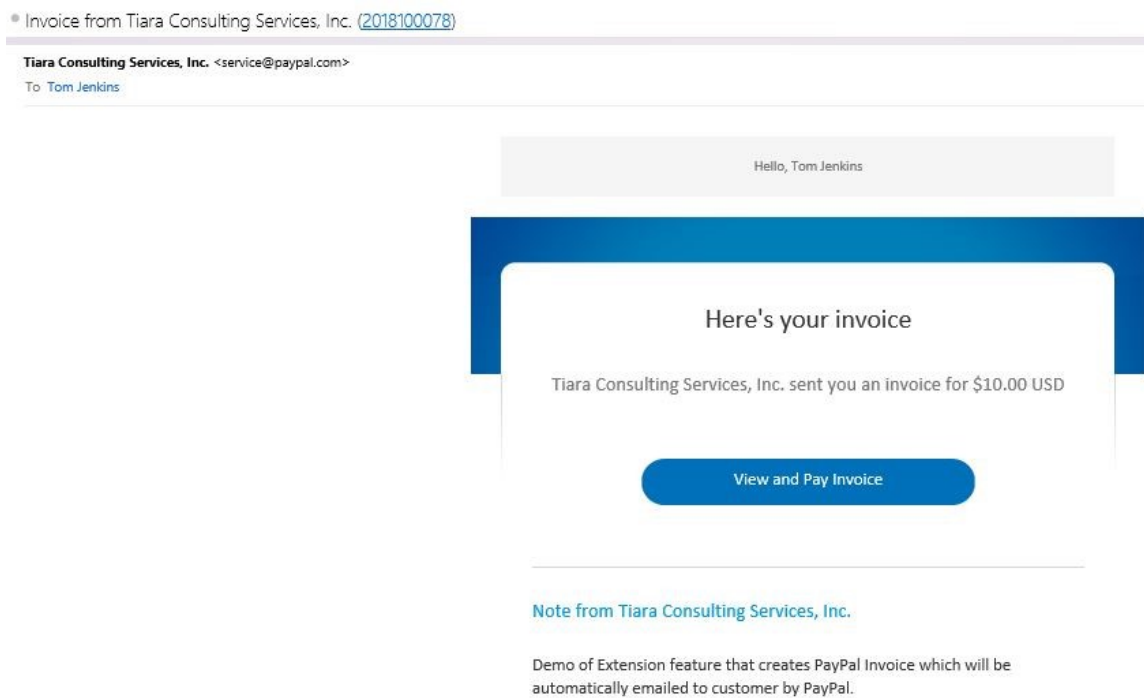 Invoice from Tiara Consulting Services, Inc. (2018100078)
Tiara Consulting Services, Inc. <service@paypal.com>
To Tom Jenkins
Hello, Tom Jenkins
Here's your invoice
Tiara Consulting Services, Inc. sent you an invoice for $10.00 USD
View and Pay Invoice
Note from Tiara Consulting Services, Inc.
Demo of Extension feature that creates PayPal Invoice which will be
automatically emailed to customer by PayPal.